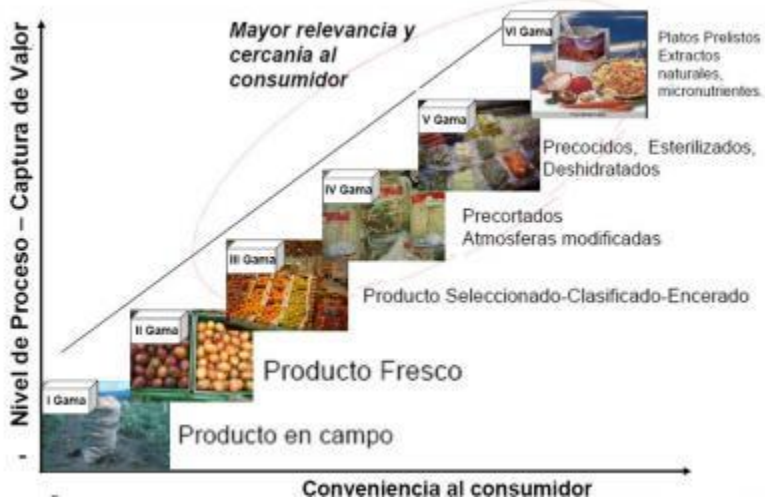 Mayor relevancia y
cercanía al
consumidor
VI Gama
Platos Prelistos
Extractos
naturales,
micronutrientes.
V Gama
Precocidos, Esterilizados,
Deshidratados
IV Gama
Precortados
Atmosferas modificadas
III Gama
Producto Seleccionado-Clasificado-Encerado
II Gama
Producto Fresco
I Gama
Producto en campo
- Nivel de Proceso – Captura de Valor
Conveniencia al consumidor